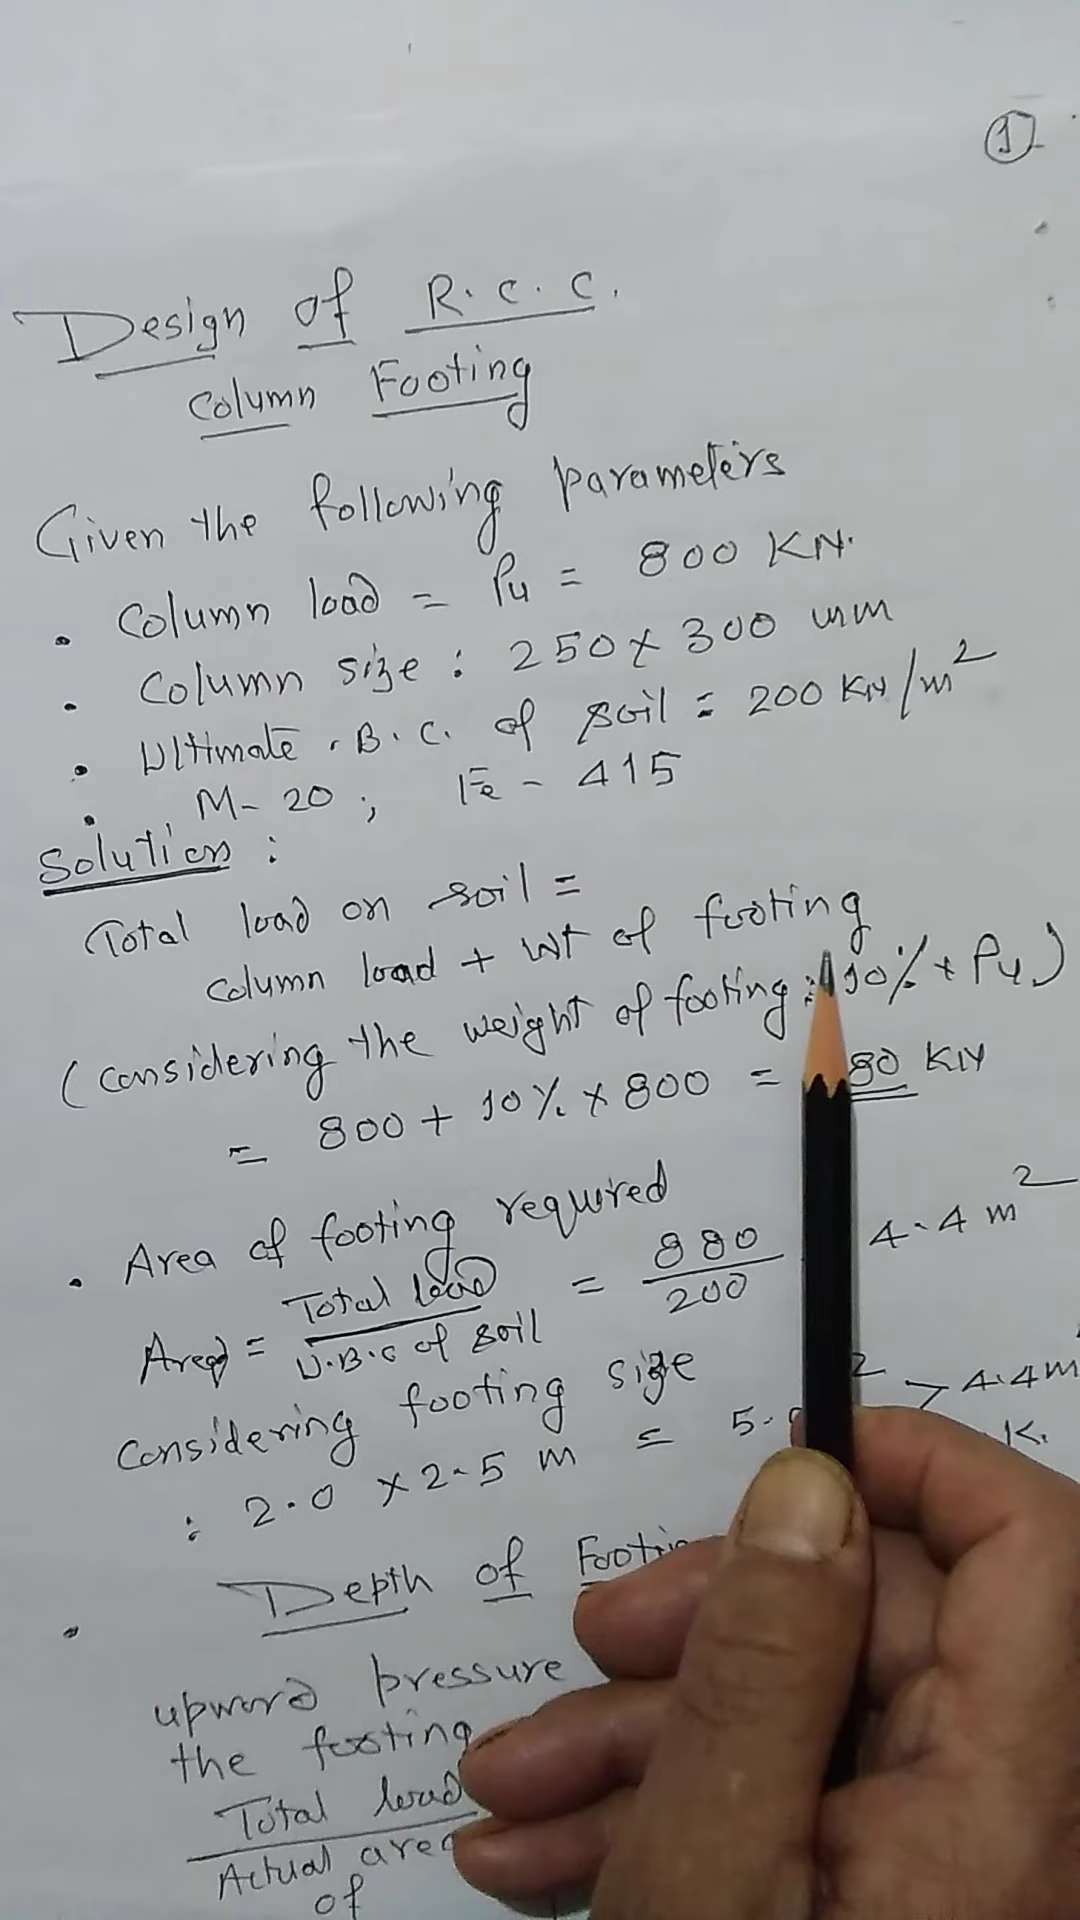 1
Design of R.C.C.
Column Footing
Given the following parameters
• Column load = Pu = 800 KN.
• Column size : 250 x 300 mm
• Ultimate . B. C. of soil = 200 KN/m2
• M- 20 ; Fe - 415
Solution :
Total load on soil =
column load + wt of footing
(considering the weight of footing 10% * Pu)
= 800 + 10% x 800 = 80 KN
• Area of footing required
Areq = Total load / U.B.C of soil = 880 / 200 4.4 m2
Considering footing size
: 2.0 x 2.5 m = 5. 2 > 4.4m
K.
• Depth of
upword pressure
the footing
Total load
Actual area
of